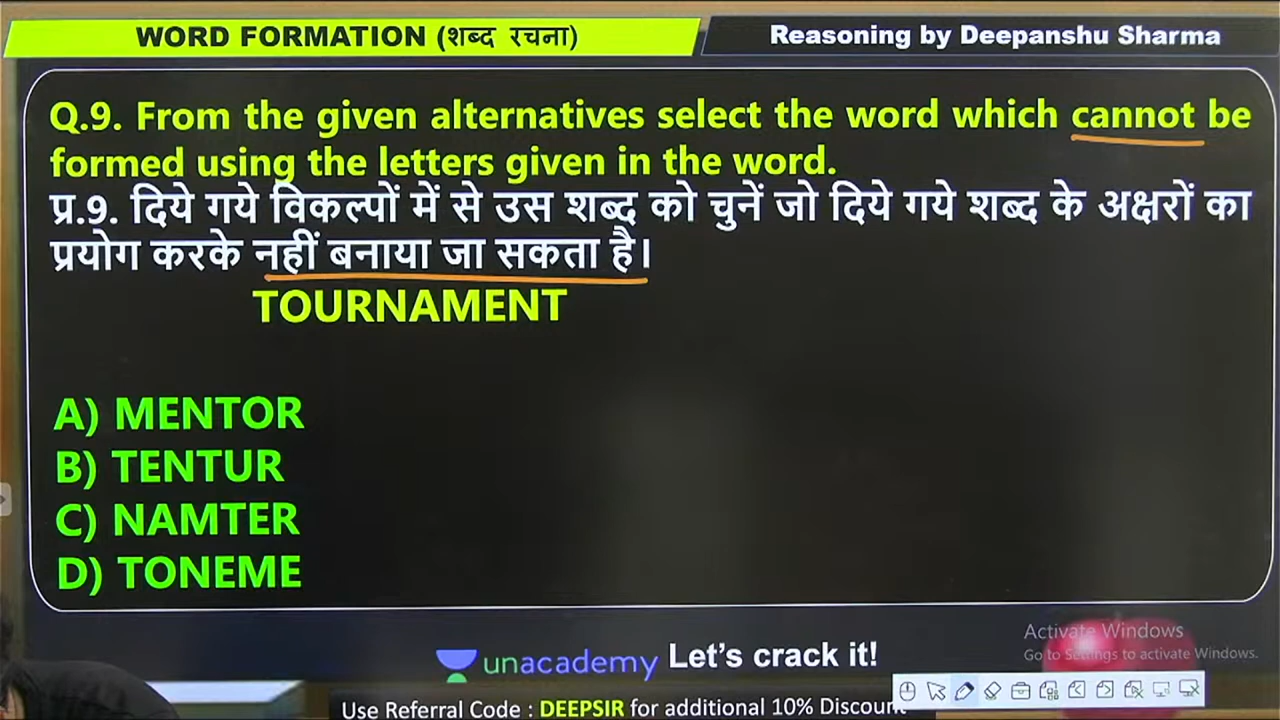 WORD FORMATION (शब्द रचना)
Reasoning by Deepanshu Sharma
Q.9. From the given alternatives select the word which cannot be
formed using the letters given in the word.
प्र.9. दिये गये विकल्पों में से उस शब्द को चुनें जो दिये गये शब्द के अक्षरों का
प्रयोग करके नहीं बनाया जा सकता है।
TOURNAMENT
A) MENTOR
B) TENTUR
C) NAMTER
D) TONEME
Activate Windows
Go to Settings to activate Windows.
unacademy Let's crack it!
Use Referral Code : DEEPSIR for additional 10% Discount